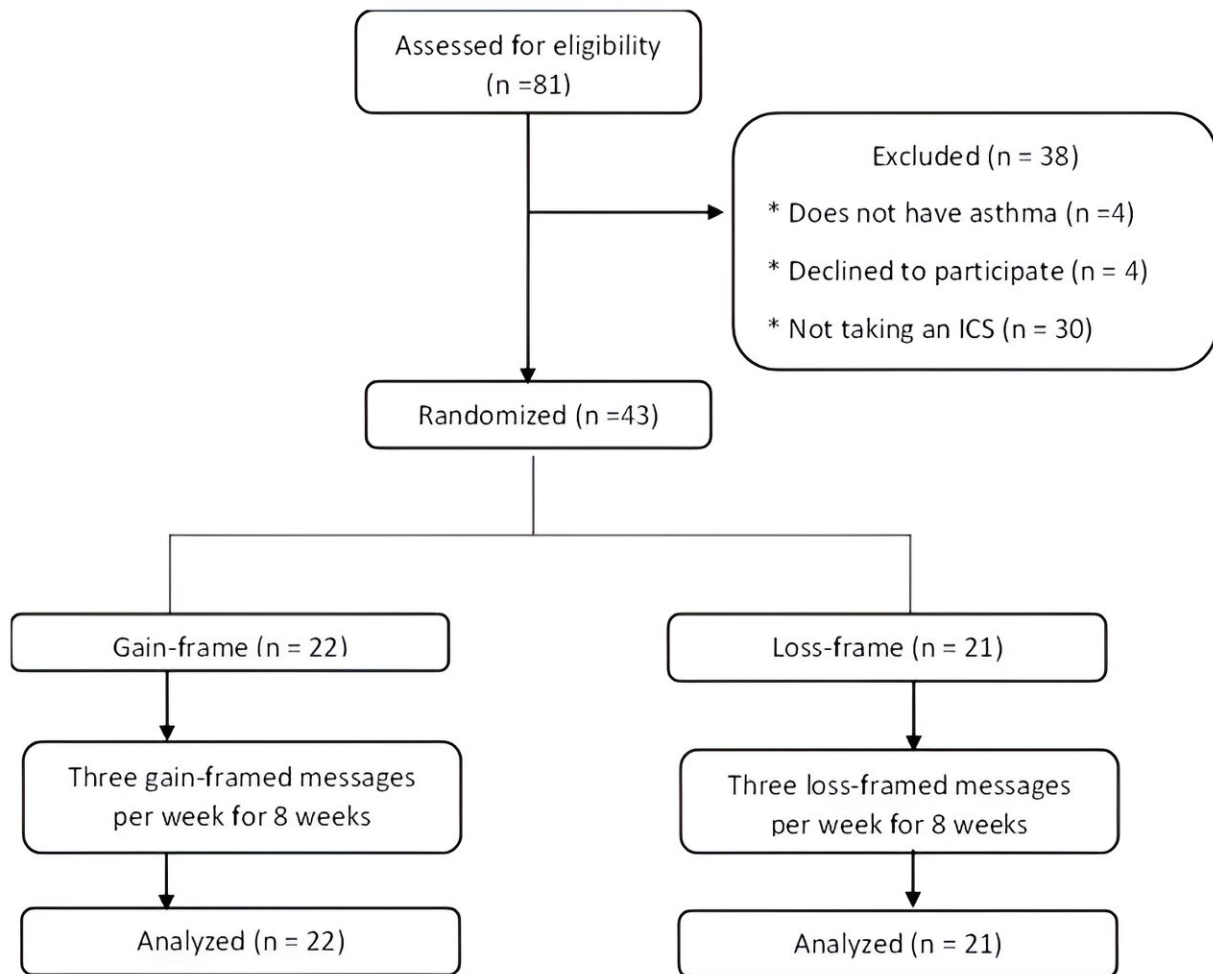 Assessed for eligibility
(n =81)
Excluded (n = 38)
* Does not have asthma (n =4)
* Declined to participate (n = 4)
* Not taking an ICS (n = 30)
Randomized (n =43)
Gain-frame (n = 22)
Loss-frame (n = 21)
Three gain-framed messages
per week for 8 weeks
Three loss-framed messages
per week for 8 weeks
Analyzed (n = 22)
Analyzed (n = 21)